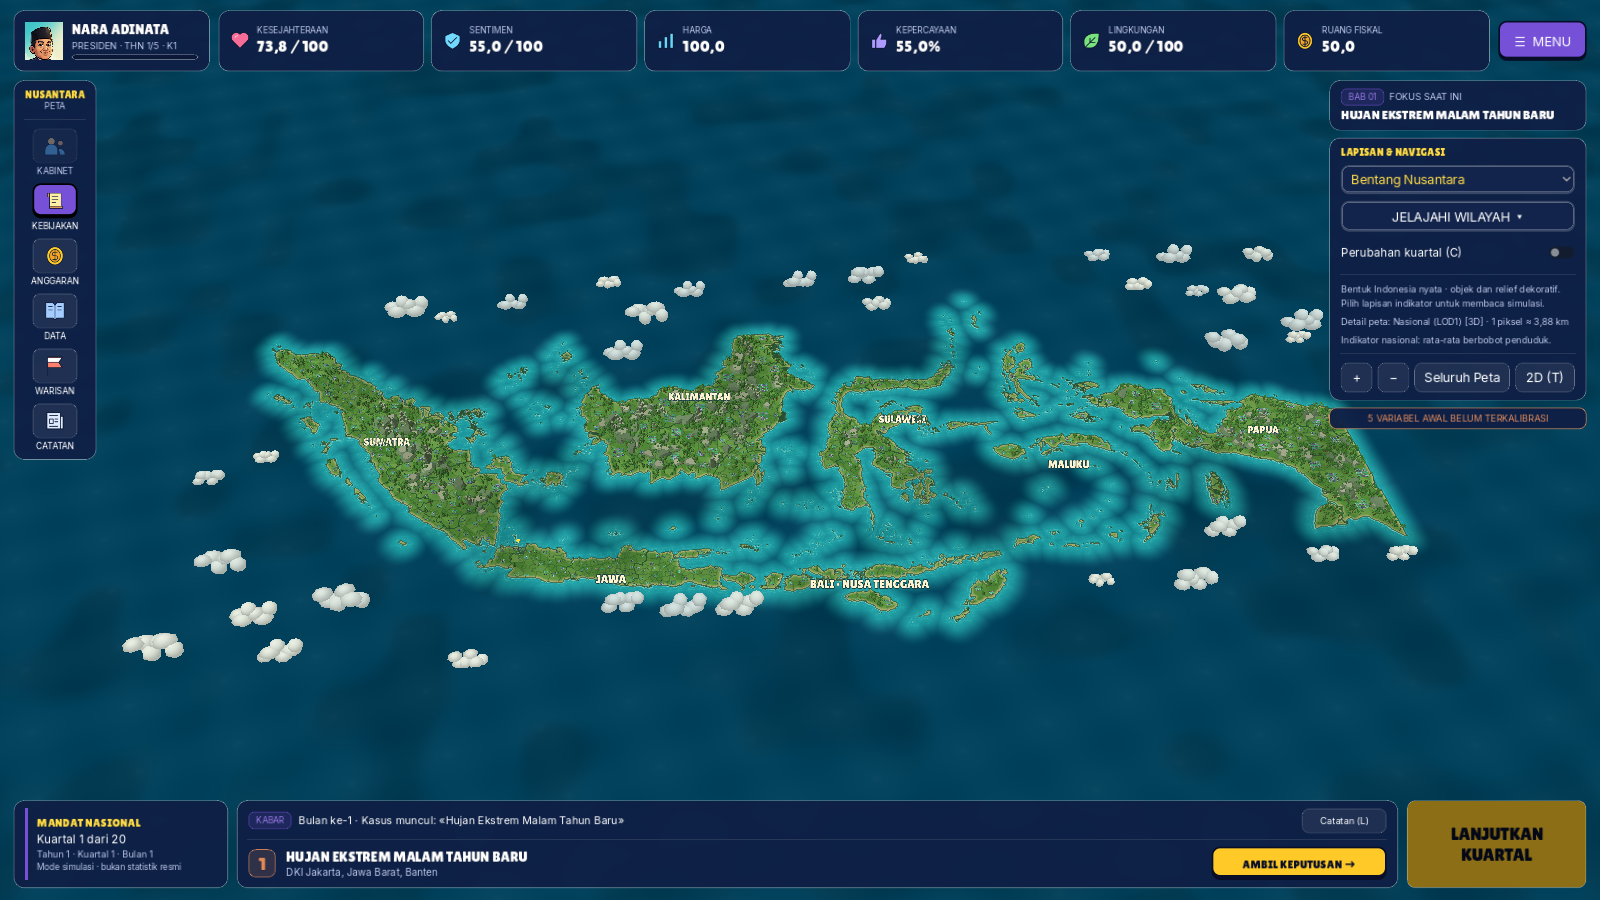 NARA ADINATA
PRESIDEN · THN 1/5 · K1
KESEJAHTERAAN
73,8 / 100
SENTIMEN
55,0 / 100
HARGA
100,0
KEPERCAYAAN
55,0%
LINGKUNGAN
50,0 / 100
RUANG FISKAL
50,0
☰ MENU
NUSANTARA
PETA
KABINET
KEBIJAKAN
ANGGARAN
DATA
WARISAN
CATATAN
BAB 01 FOKUS SAAT INI
HUJAN EKSTREM MALAM TAHUN BARU
LAPISAN & NAVIGASI
Bentang Nusantara
JELAJAHI WILAYAH ▾
Perubahan kuartal (C)
Bentuk Indonesia nyata · objek dan relief dekoratif.
Pilih lapisan indikator untuk membaca simulasi.
Detail peta: Nasional (LOD1) [3D] · 1 piksel ≈ 3,88 km
Indikator nasional: rata-rata berbobot penduduk.
+ − Seluruh Peta 2D (T)
5 VARIABEL AWAL BELUM TERKALIBRASI
SUMATRA
KALIMANTAN
SULAWESI
MALUKU
PAPUA
JAWA
BALI · NUSA TENGGARA
MANDAT NASIONAL
Kuartal 1 dari 20
Tahun 1 · Kuartal 1 · Bulan 1
Mode simulasi · bukan statistik resmi
KABAR Bulan ke-1 · Kasus muncul: «Hujan Ekstrem Malam Tahun Baru»
Catatan (L)
1 HUJAN EKSTREM MALAM TAHUN BARU
DKI Jakarta, Jawa Barat, Banten
AMBIL KEPUTUSAN →
LANJUTKAN
KUARTAL